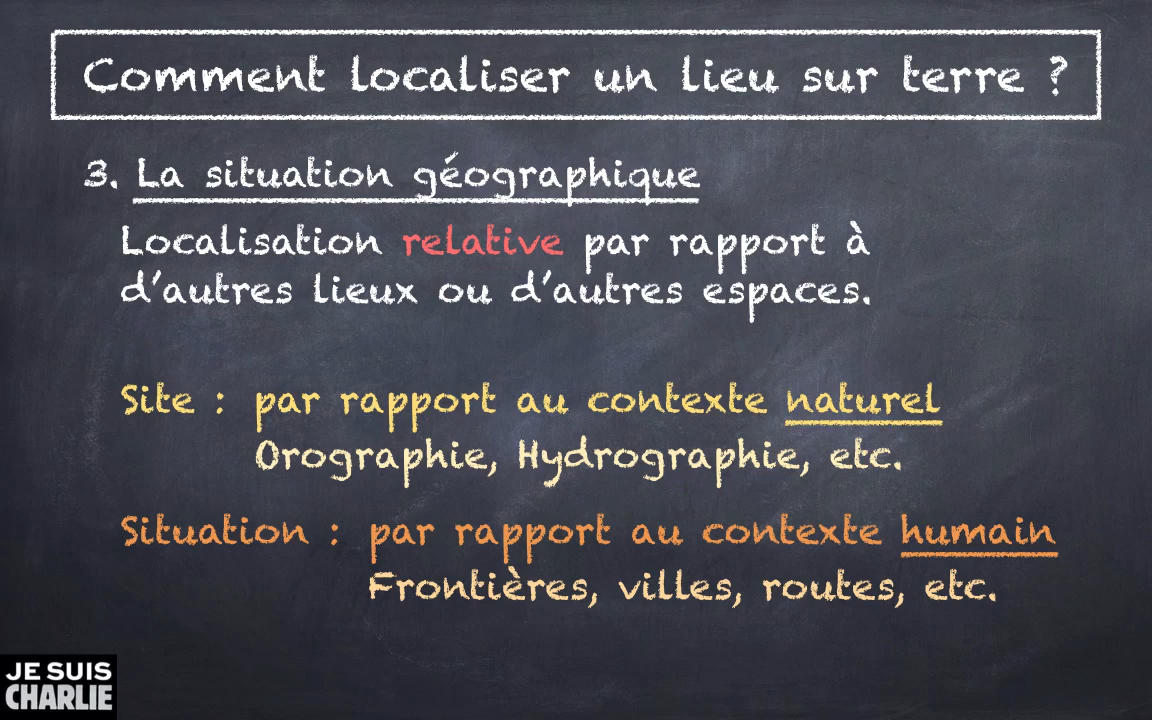 Comment localiser un lieu sur terre ?
3. La situation géographique
Localisation relative par rapport à
d'autres lieux ou d'autres espaces.
Site : par rapport au contexte naturel
Orographie, Hydrographie, etc.
Situation : par rapport au contexte humain
Frontières, villes, routes, etc.
JE SUIS
CHARLIE